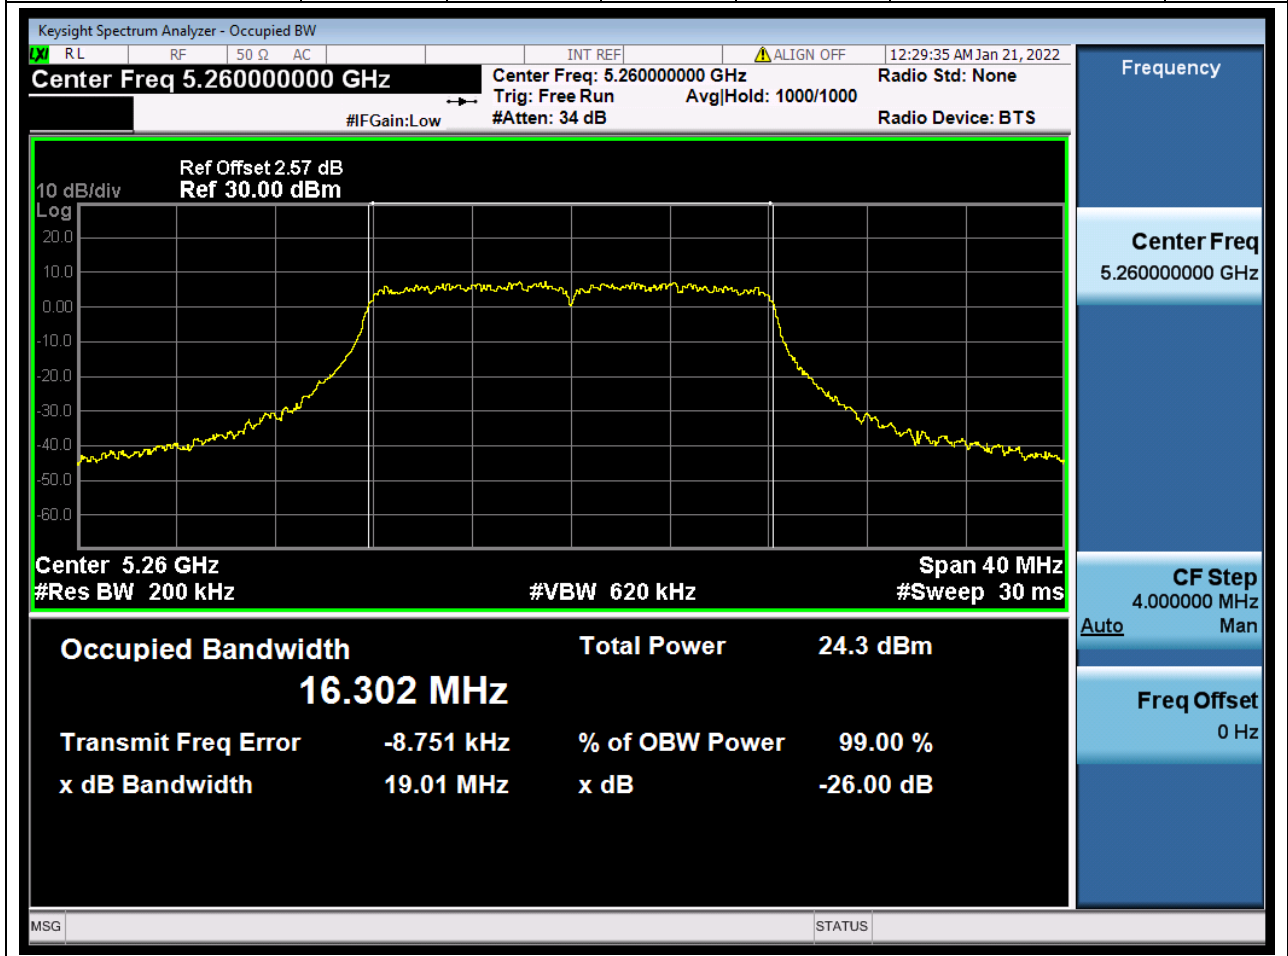 Keysight Spectrum Analyzer - Occupied BW
LXI RL RF 50 Ω AC INT REF ALIGN OFF 12:29:35 AM Jan 21, 2022
Center Freq 5.260000000 GHz
Center Freq: 5.260000000 GHz
Radio Std: None
Trig: Free Run Avg|Hold: 1000/1000
#IFGain:Low
#Atten: 34 dB
Radio Device: BTS
Ref Offset 2.57 dB
10 dB/div Ref 30.00 dBm
Log
20.0
10.0
0.00
-10.0
-20.0
-30.0
-40.0
-50.0
-60.0
Center 5.26 GHz Span 40 MHz
#Res BW 200 kHz #VBW 620 kHz #Sweep 30 ms
Occupied Bandwidth Total Power 24.3 dBm
16.302 MHz
Transmit Freq Error -8.751 kHz % of OBW Power 99.00 %
x dB Bandwidth 19.01 MHz x dB -26.00 dB
Frequency
Center Freq
5.260000000 GHz
CF Step
4.000000 MHz
Auto Man
Freq Offset
0 Hz
MSG STATUS